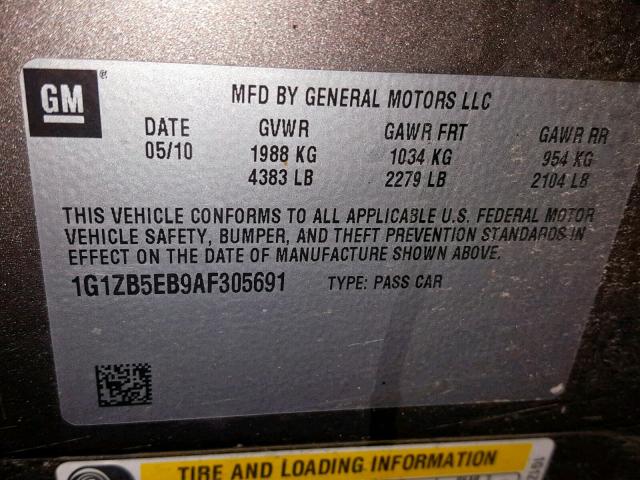 GM
MFD BY GENERAL MOTORS LLC
DATE GVWR GAWR FRT GAWR RR
05/10 1988 KG 1034 KG 954 KG
4383 LB 2279 LB 2104 LB
THIS VEHICLE CONFORMS TO ALL APPLICABLE U.S. FEDERAL MOTOR
VEHICLE SAFETY, BUMPER, AND THEFT PREVENTION STANDARDS IN
EFFECT ON THE DATE OF MANUFACTURE SHOWN ABOVE.
1G1ZB5EB9AF305691 TYPE: PASS CAR
TIRE AND LOADING INFORMATION